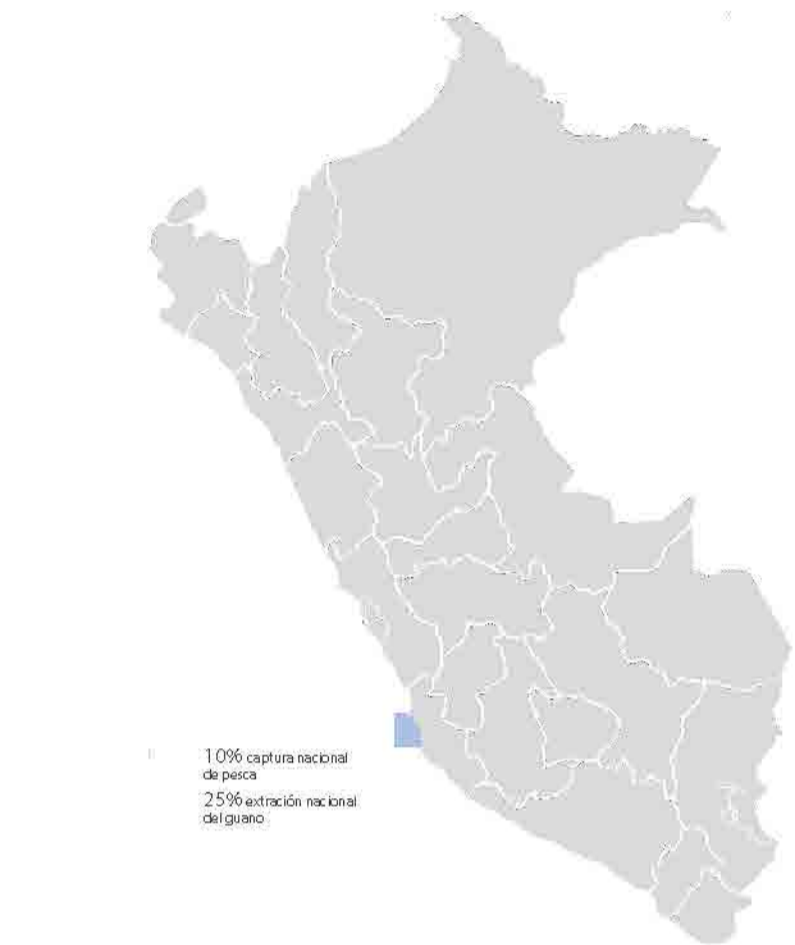 10% captura nacional
de pesca
25% extración nacional
del guano